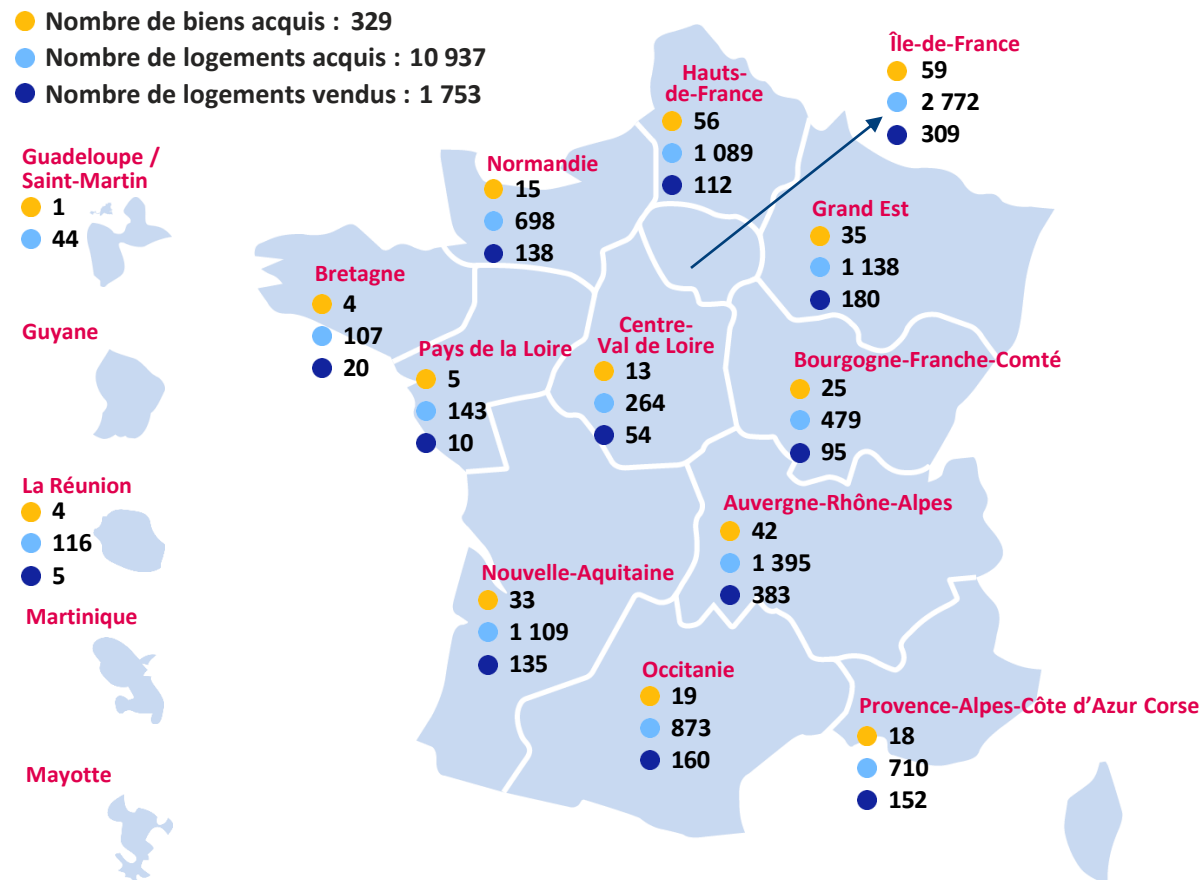 Nombre de biens acquis : 329
Nombre de logements acquis : 10 937
Nombre de logements vendus : 1 753
Île-de-France
59
2 772
309
Hauts-
de-France
56
1 089
112
Guadeloupe /
Saint-Martin
1
44
Normandie
15
698
138
Grand Est
35
1 138
180
Bretagne
4
107
20
Guyane
Pays de la Loire
5
143
10
Centre-
Val de Loire
13
264
54
Bourgogne-Franche-Comté
25
479
95
La Réunion
4
116
5
Auvergne-Rhône-Alpes
42
1 395
383
Nouvelle-Aquitaine
33
1 109
135
Martinique
Occitanie
19
873
160
Provence-Alpes-Côte d’Azur Corse
18
710
152
Mayotte